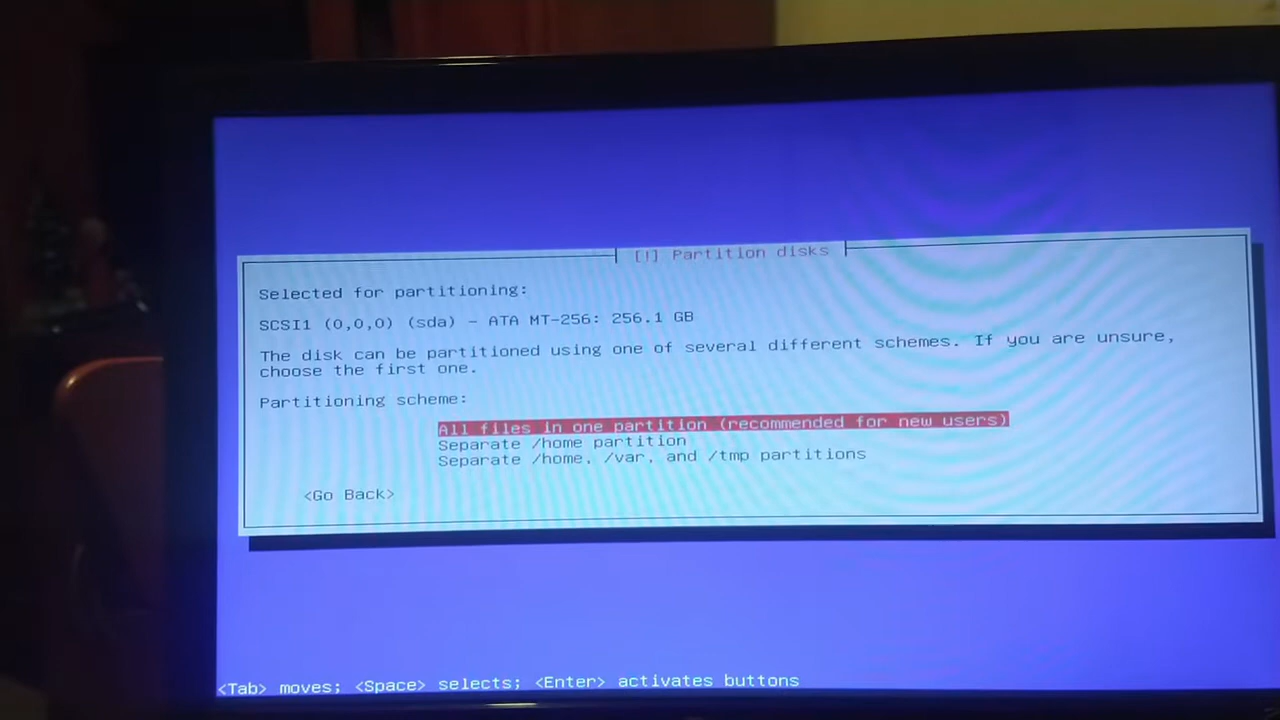 [!] Partition disks
Selected for partitioning:
SCSI1 (0,0,0) (sda) - ATA MT-256: 256.1 GB
The disk can be partitioned using one of several different schemes. If you are unsure,
choose the first one.
Partitioning scheme:
All files in one partition (recommended for new users)
Separate /home partition
Separate /home, /var, and /tmp partitions
<Go Back>
<Tab> moves; <Space> selects; <Enter> activates buttons